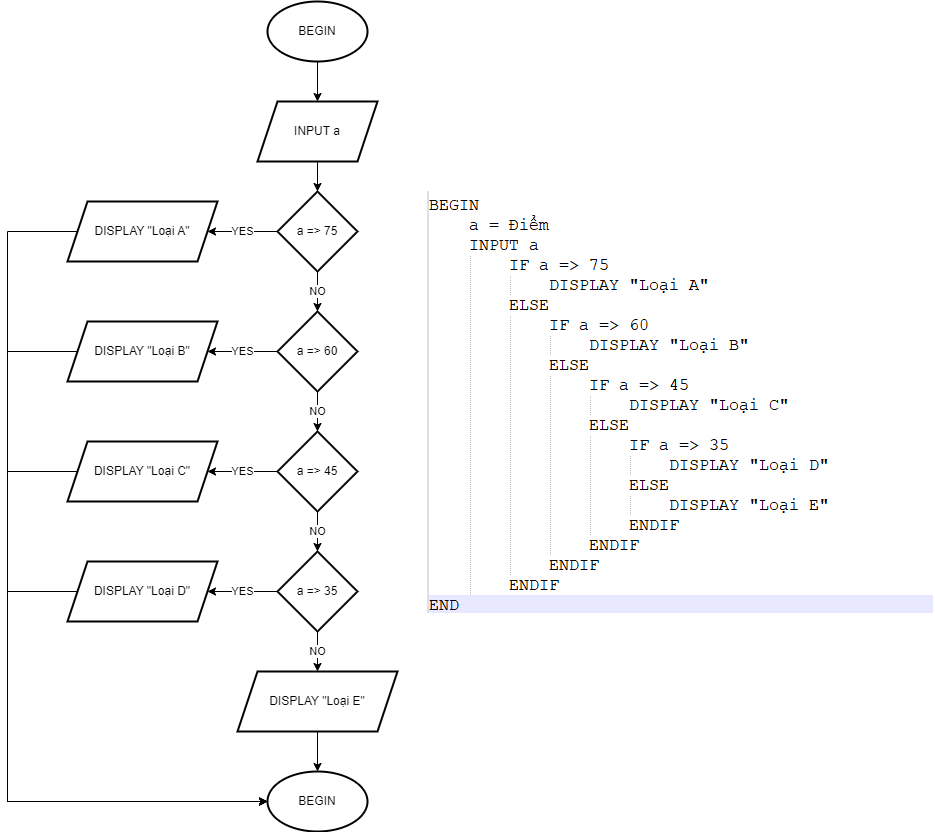 BEGIN
INPUT a
a => 75
YES
DISPLAY "Loại A"
NO
a => 60
YES
DISPLAY "Loại B"
NO
a => 45
YES
DISPLAY "Loại C"
NO
a => 35
YES
DISPLAY "Loại D"
NO
DISPLAY "Loại E"
BEGIN
BEGIN
a = Điểm
INPUT a
IF a => 75
DISPLAY "Loại A"
ELSE
IF a => 60
DISPLAY "Loại B"
ELSE
IF a => 45
DISPLAY "Loại C"
ELSE
IF a => 35
DISPLAY "Loại D"
ELSE
DISPLAY "Loại E"
ENDIF
ENDIF
ENDIF
ENDIF
END